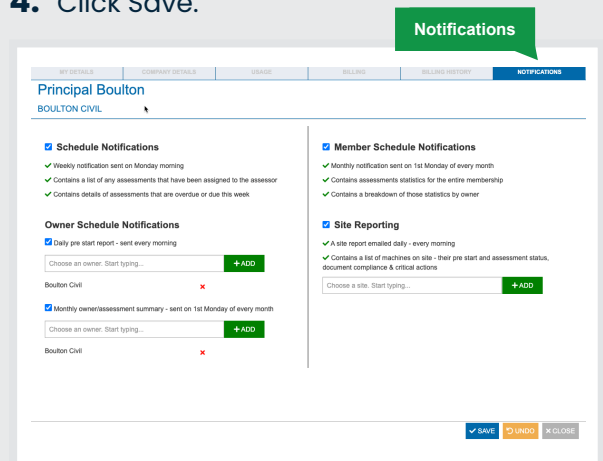 4. Click Save.
Notifications
MY DETAILS COMPANY DETAILS USAGE BILLING BILLING HISTORY NOTIFICATIONS
Principal Boulton
BOULTON CIVIL
Schedule Notifications
Weekly notification sent on Monday morning
Contains a list of any assessments that have been assigned to the assessor
Contains details of assessments that are overdue or due this week
Owner Schedule Notifications
Daily pre start report - sent every morning
Choose an owner. Start typing... + ADD
Boulton Civil
Monthly owner/assessment summary - sent on 1st Monday of every month
Choose an owner. Start typing... + ADD
Boulton Civil
Member Schedule Notifications
Monthly notification sent on 1st Monday of every month
Contains assessments statistics for the entire membership
Contains a breakdown of those statistics by owner
Site Reporting
A site report emailed daily - every morning
Contains a list of machines on site - their pre start and assessment status,
document compliance & critical actions
Choose a site. Start typing... + ADD
SAVE UNDO CLOSE